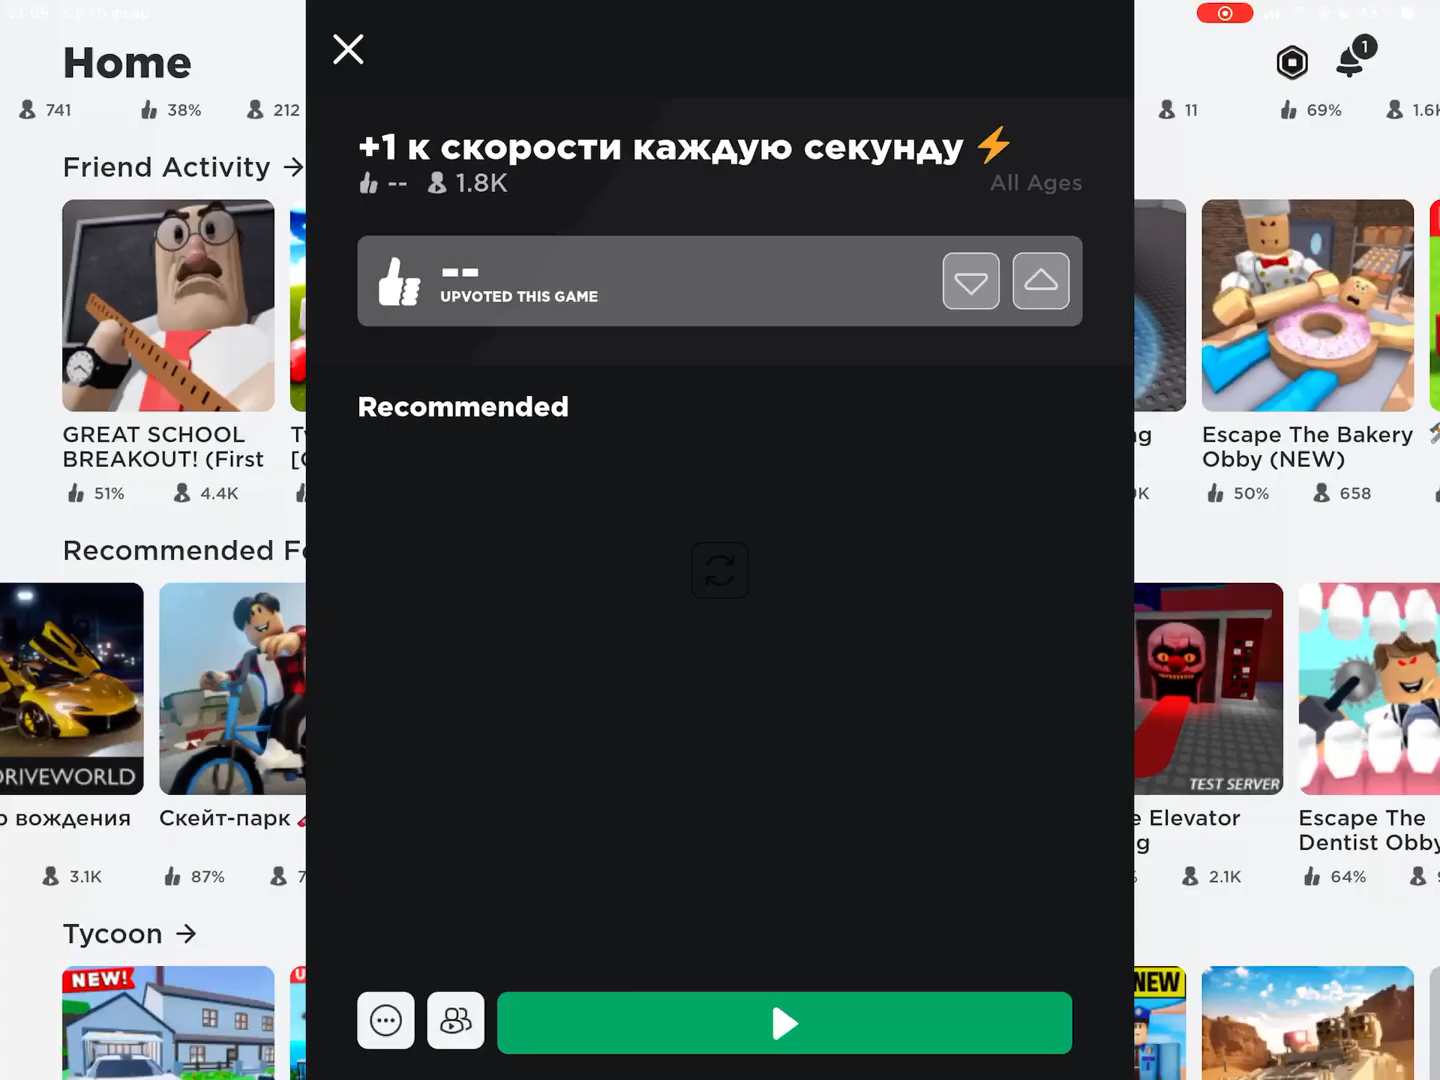 Home
1
741
38%
212
11
69%
Friend Activity
+1 к скорости каждую секунду
-- 1.8K
All Ages
--
UPVOTED THIS GAME
Recommended
GREAT SCHOOL
BREAKOUT! (First
51%
4.4K
Escape The Bakery
Obby (NEW)
50%
658
Recommended
DRIVEWORLD
TEST SERVER
вождения
Скейт-парк
Elevator
Escape The
Dentist Obby
3.1K
87%
2.1K
64%
Tycoon
NEW!
NEW